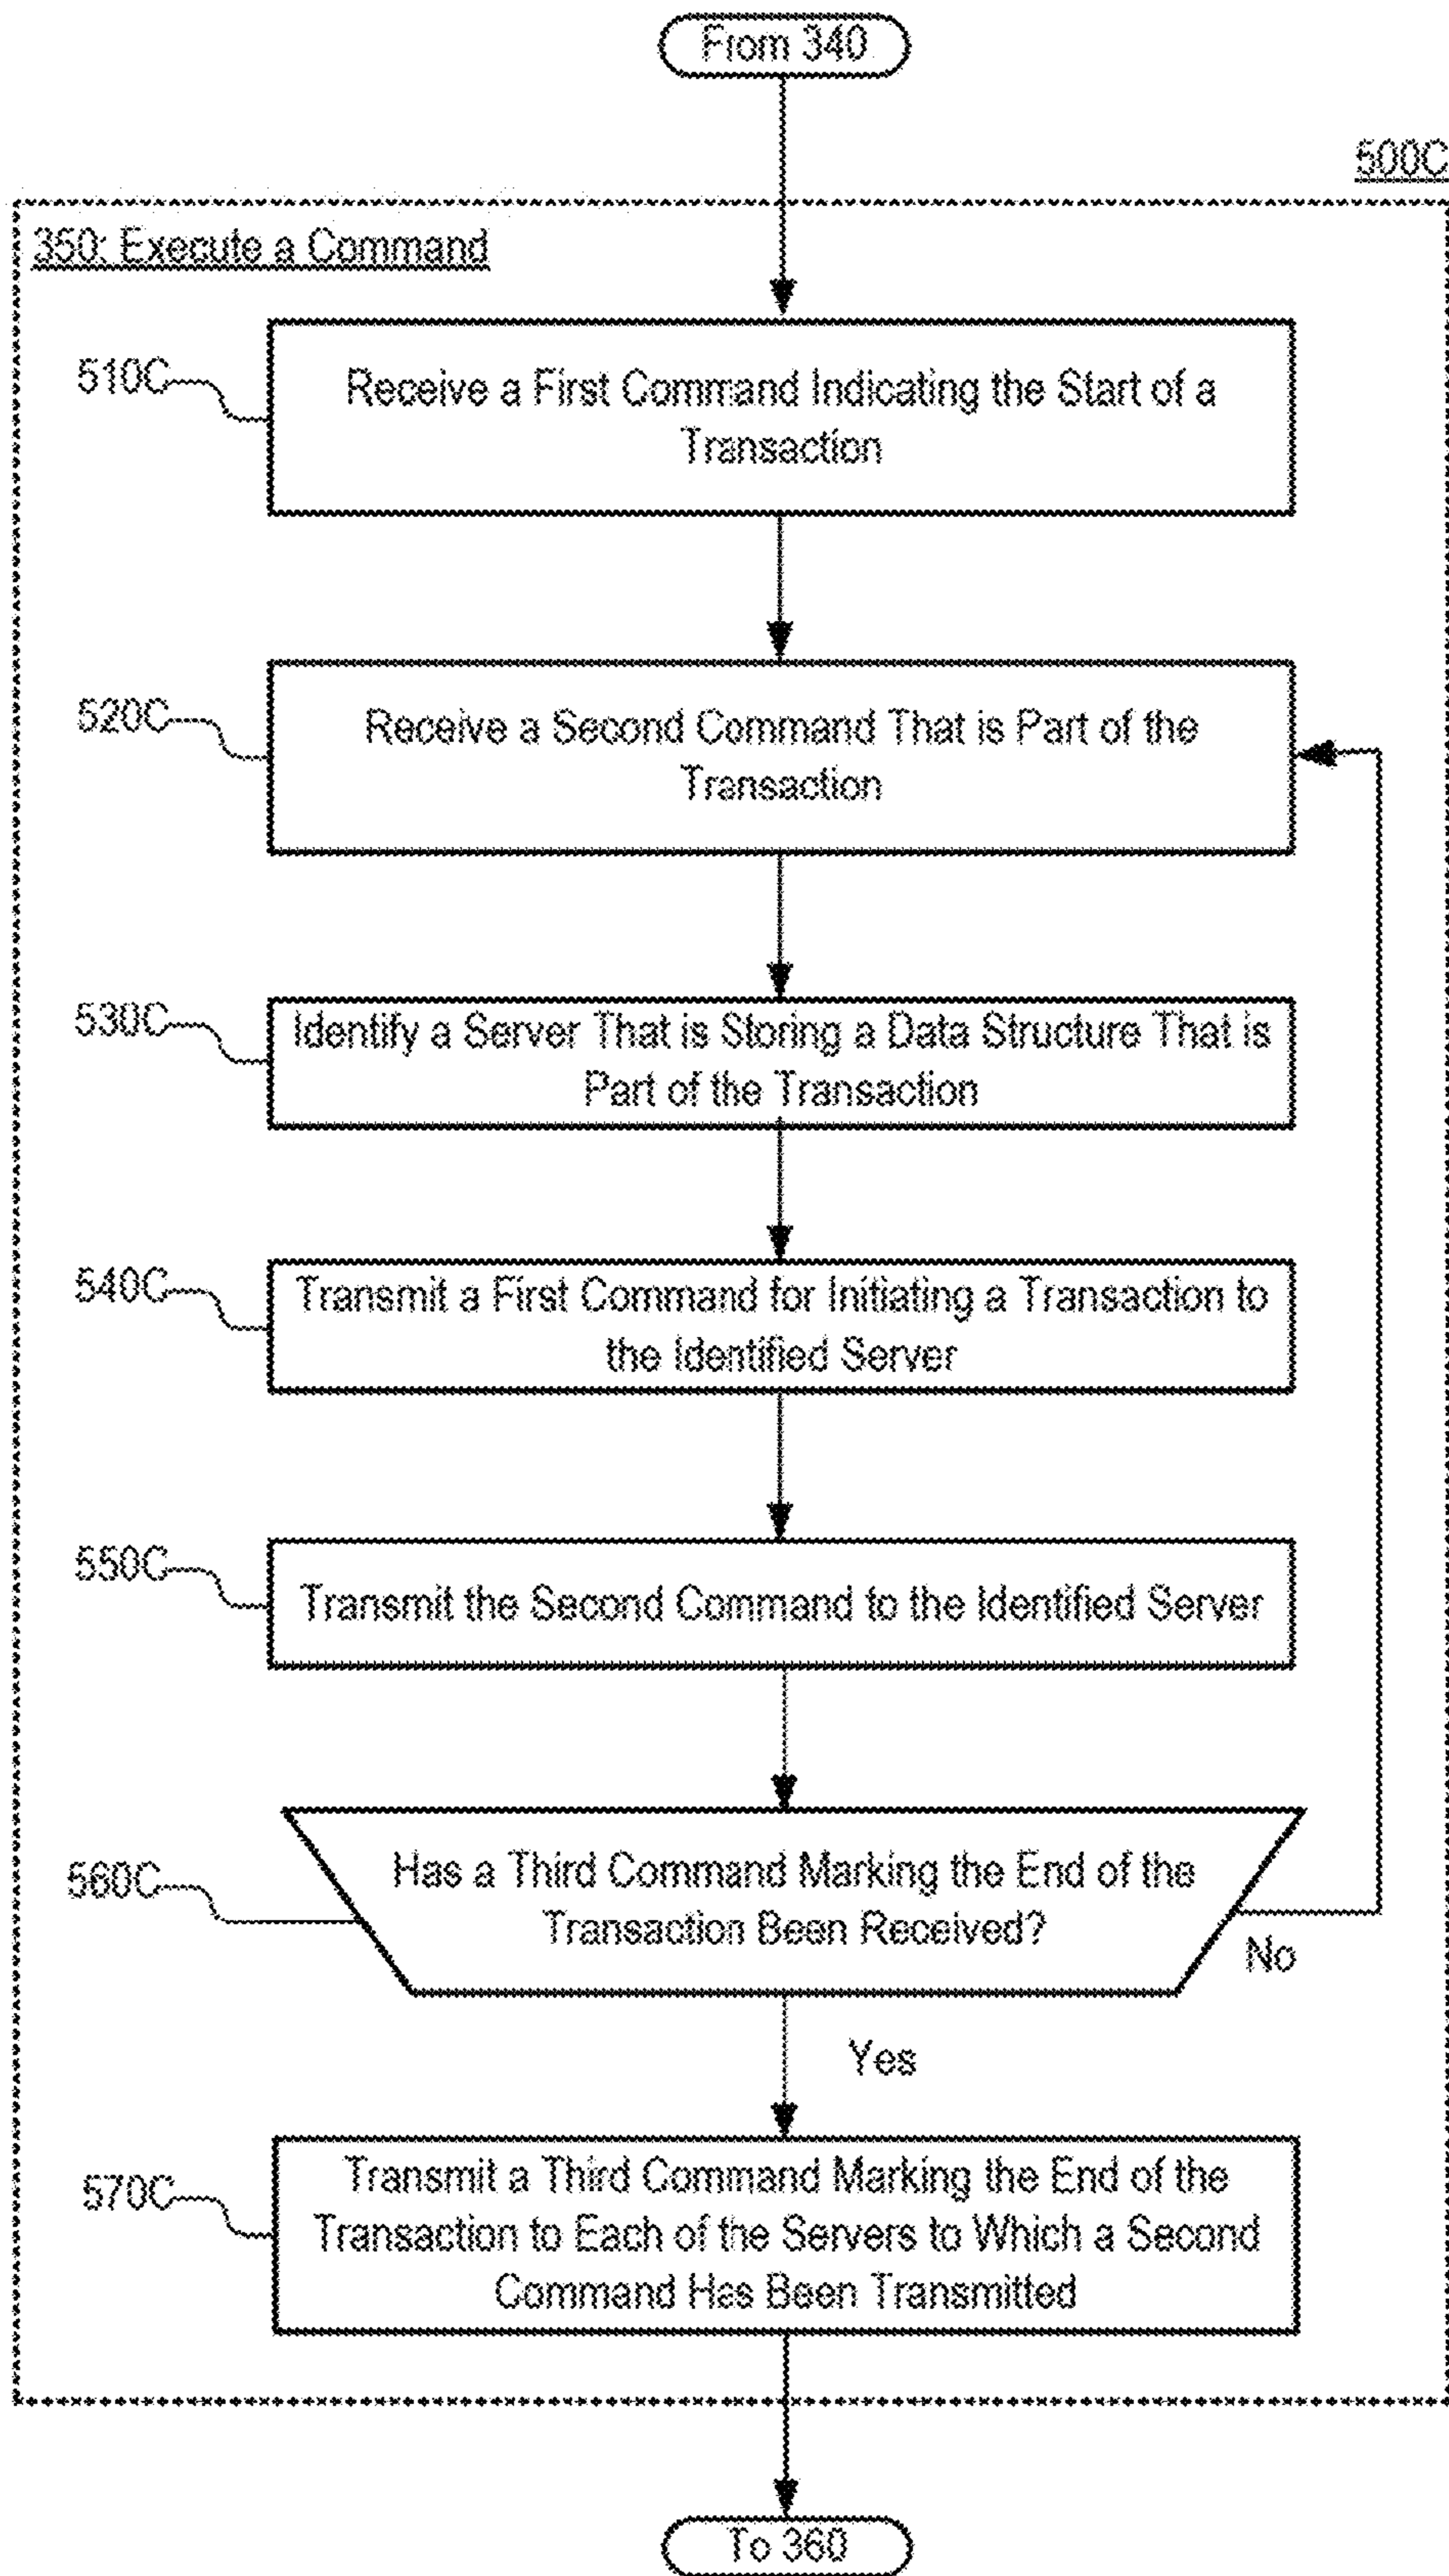 From 340
500C
350: Execute a Command
510C
Receive a First Command Indicating the Start of a
Transaction
520C
Receive a Second Command That is Part of the
Transaction
530C
Identify a Server That is Storing a Data Structure That is
Part of the Transaction
540C
Transmit a First Command for Initiating a Transaction to
the Identified Server
550C
Transmit the Second Command to the Identified Server
560C
Has a Third Command Marking the End of the
Transaction Been Received?
No
Yes
570C
Transmit a Third Command Marking the End of the
Transaction to Each of the Servers to Which a Second
Command Has Been Transmitted
To 360